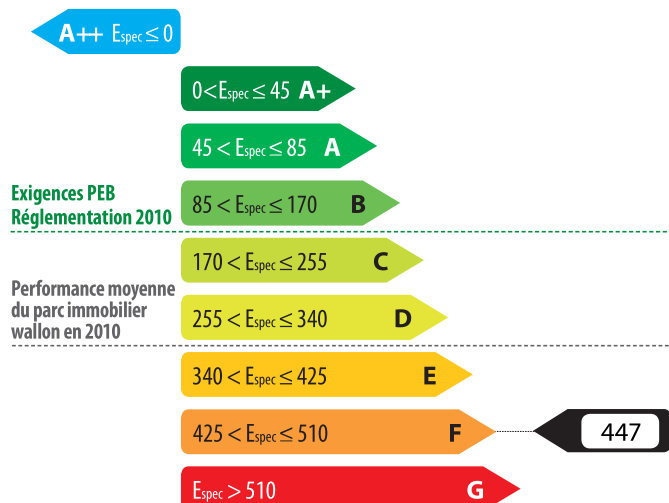 A++ Espec ≤ 0
0 < Espec ≤ 45 A+
45 < Espec ≤ 85 A
Exigences PEB
Réglementation 2010
85 < Espec ≤ 170 B
170 < Espec ≤ 255 C
Performance moyenne
du parc immobilier
wallon en 2010
255 < Espec ≤ 340 D
340 < Espec ≤ 425 E
425 < Espec ≤ 510 F 447
Espec > 510 G